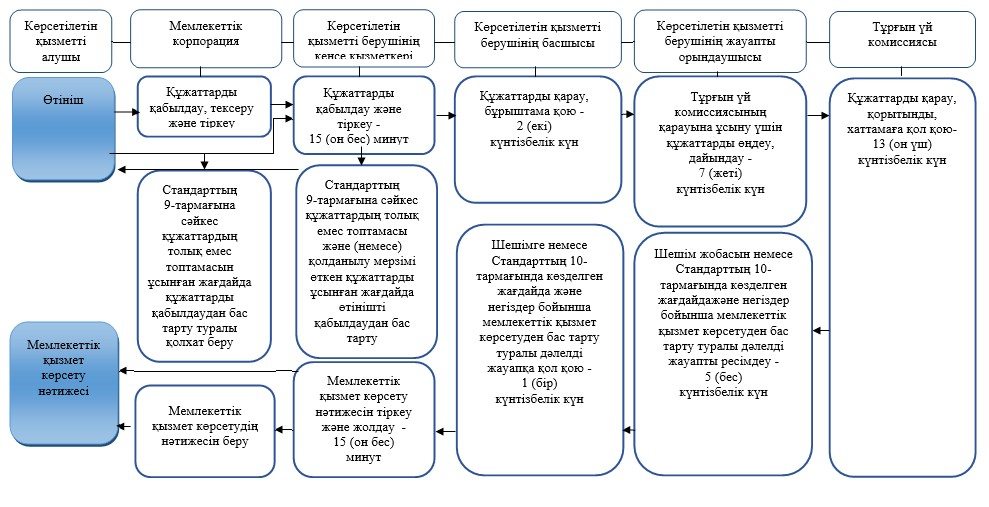 Көрсетілетін
қызметті
алушы
Мемлекеттік
корпорация
Көрсетілетін
қызметті берушінің
кеңсе қызметкері
Көрсетілетін қызметті
берушінің басшысы
Көрсетілетін қызметті
берушінің жауапты
орындаушысы
Тұрғын үй
комиссиясы
Өтініш
Құжаттарды
қабылдау, тексеру
және тіркеу
Құжаттарды
қабылдау және
тіркеу -
15 (он бес) минут
Құжаттарды қарау,
бұрыштама қою -
2 (екі)
күнтізбелік күн
Тұрғын үй
комиссиясының
қарауына ұсыну үшін
құжаттарды өңдеу,
дайындау -
7 (жеті)
күнтізбелік күн
Құжаттарды қарау,
қорытынды,
хаттамаға қол қою-
13 (он үш)
күнтізбелік күн
Стандарттың
9-тармағына
сәйкес
құжаттардың
толық емес
топтамасын
ұсынған жағдайда
құжаттарды
қабылдаудан бас
тарту туралы
қолхат беру
Стандарттың
9-тармағына сәйкес
құжаттардың толық
емес топтамасы
және (немесе)
қолданылу мерзімі
өткен құжаттарды
ұсынған жағдайда
өтінішті
қабылдаудан бас
тарту
Шешімге немесе
Стандарттың 10-
тармағында көзделген
жағдайда және
негіздер бойынша
мемлекеттік қызмет
көрсетуден бас тарту
туралы дәлелді
жауапқа қол қою -
1 (бір)
күнтізбелік күн
Шешім жобасын немесе
Стандарттың 10-
тармағында көзделген
жағдайдажәне негіздер
бойынша мемлекеттік
қызмет көрсетуден бас
тарту туралы дәлелді
жауапты ресімдеу -
5 (бес)
күнтізбелік күн
Мемлекеттік
қызмет
көрсету
нәтижесі
Мемлекеттік
қызмет көрсетудің
нәтижесін беру
Мемлекеттік
қызмет көрсету
нәтижесін тіркеу
және жолдау -
15 (он бес)
минут